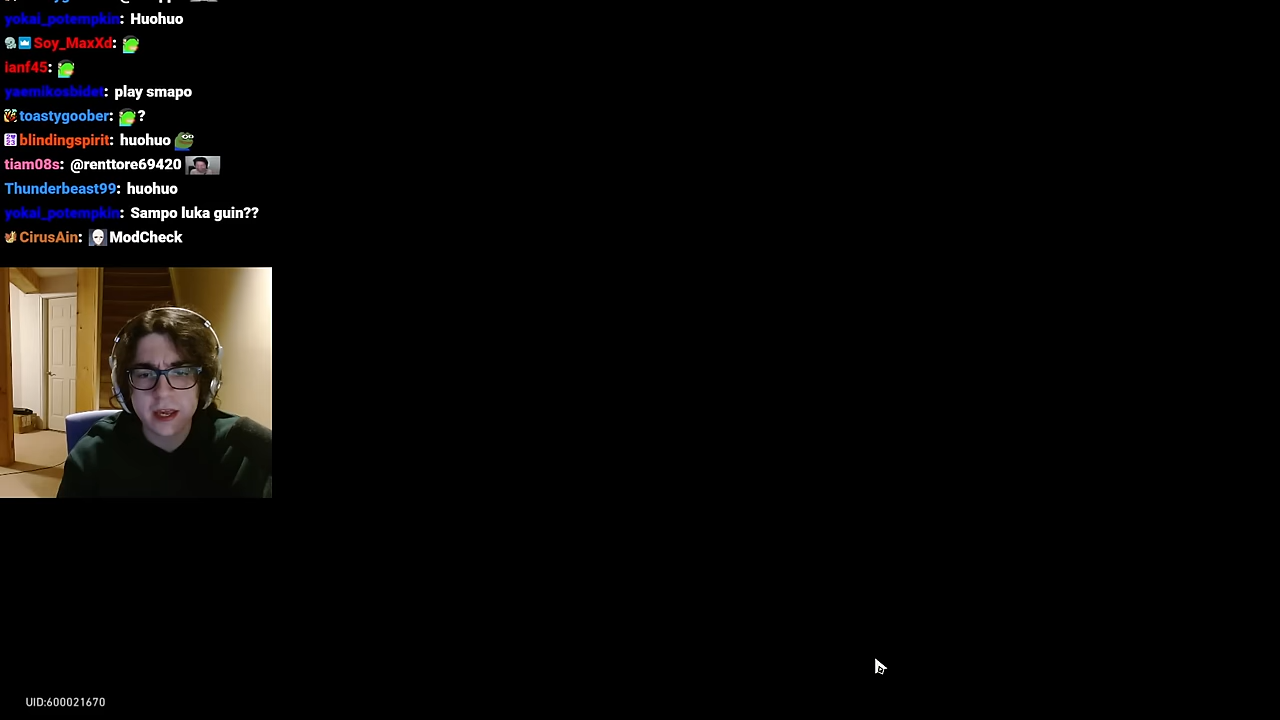 yokai_potempkin: Huohuo
Soy_MaxXd:
ianf45:
yaemikosbidet: play smapo
toastygoober: ?
blindingspirit: huohuo
tiam08s: @renttore69420
Thunderbeast99: huohuo
yokai_potempkin: Sampo luka guin??
CirusAin: ModCheck
UID:600021670